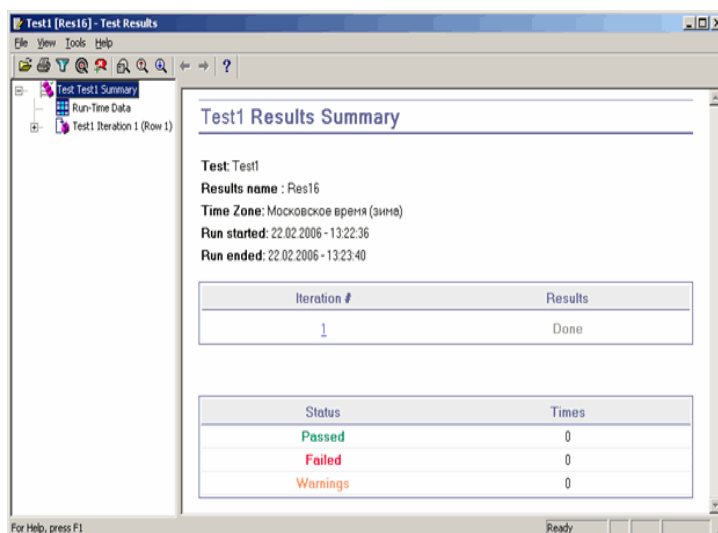 Test1 [Res16] - Test Results
File View Tools Help
Test Test1 Summary
Run-Time Data
Test1 Iteration 1 (Row 1)
Test1 Results Summary
Test: Test1
Results name : Res16
Time Zone: Московское время (зима)
Run started: 22.02.2006 - 13:22:36
Run ended: 22.02.2006 - 13:23:40
Iteration # Results
1 Done
Status Times
Passed 0
Failed 0
Warnings 0
For Help, press F1 Ready